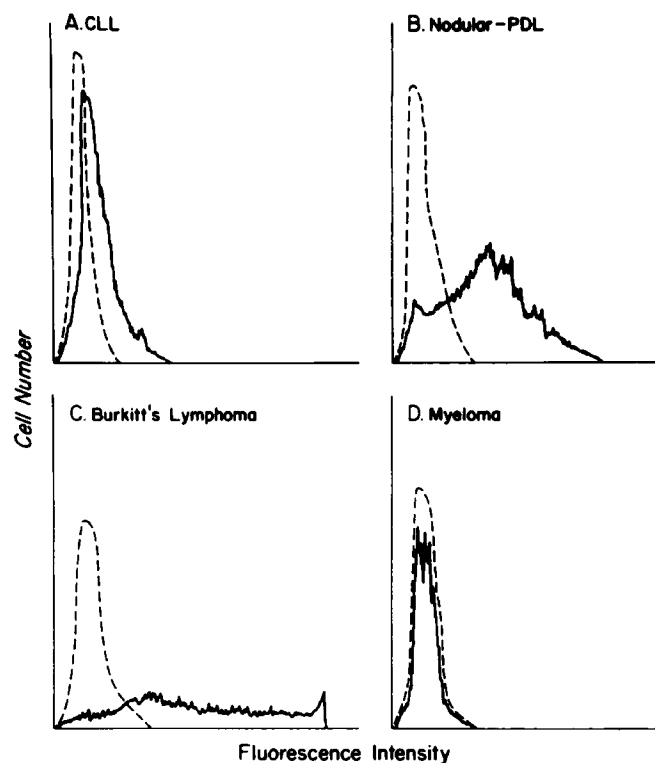 A. CLL
B. Nodular-PDL
Cell Number
C. Burkitt's Lymphoma
D. Myeloma
Fluorescence Intensity